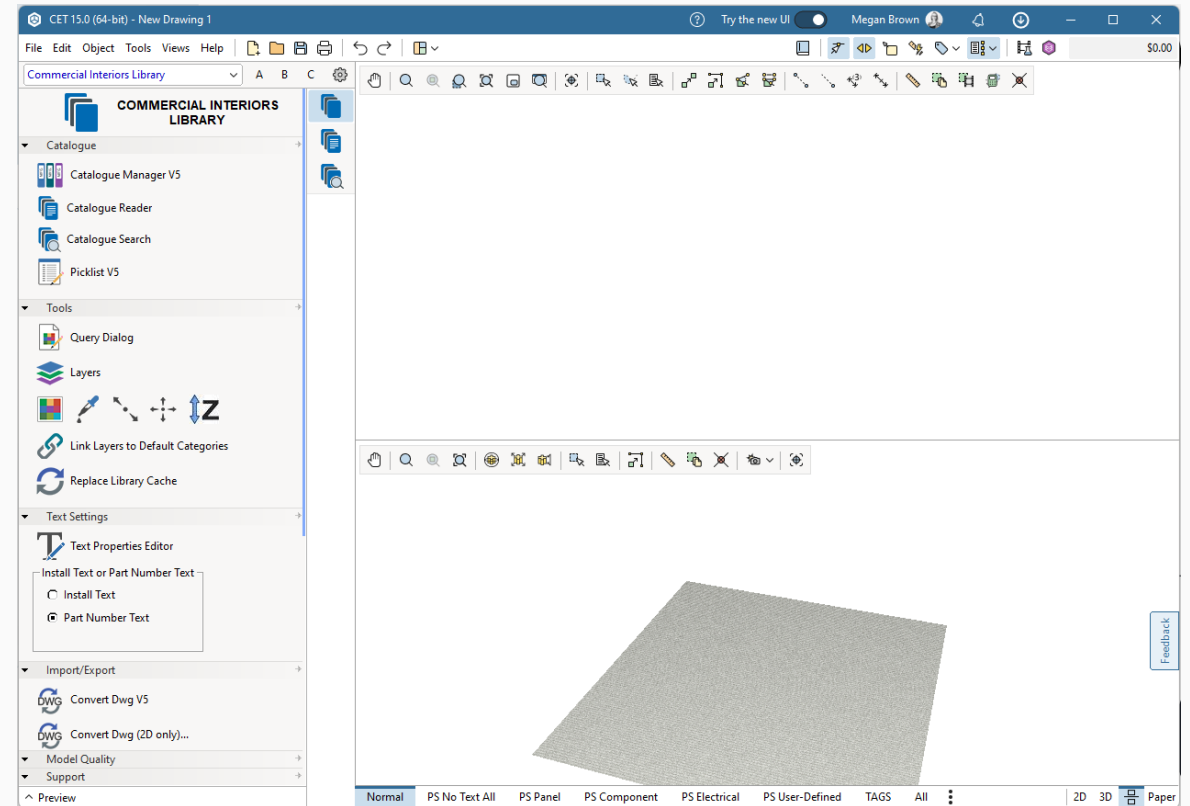 CET 15.0 (64-bit) - New Drawing 1
Try the new UI
Megan Brown
File Edit Object Tools Views Help
$0.00
Commercial Interiors Library
A B C
COMMERCIAL INTERIORS
LIBRARY
Catalogue
Catalogue Manager V5
Catalogue Reader
Catalogue Search
Picklist V5
Tools
Query Dialog
Layers
Z
Link Layers to Default Categories
Replace Library Cache
Text Settings
Text Properties Editor
Install Text or Part Number Text
Install Text
Part Number Text
Import/Export
DWG Convert Dwg V5
DWG Convert Dwg (2D only)...
Model Quality
Support
Preview
Feedback
Normal PS No Text All PS Panel PS Component PS Electrical PS User-Defined TAGS All
2D 3D Paper